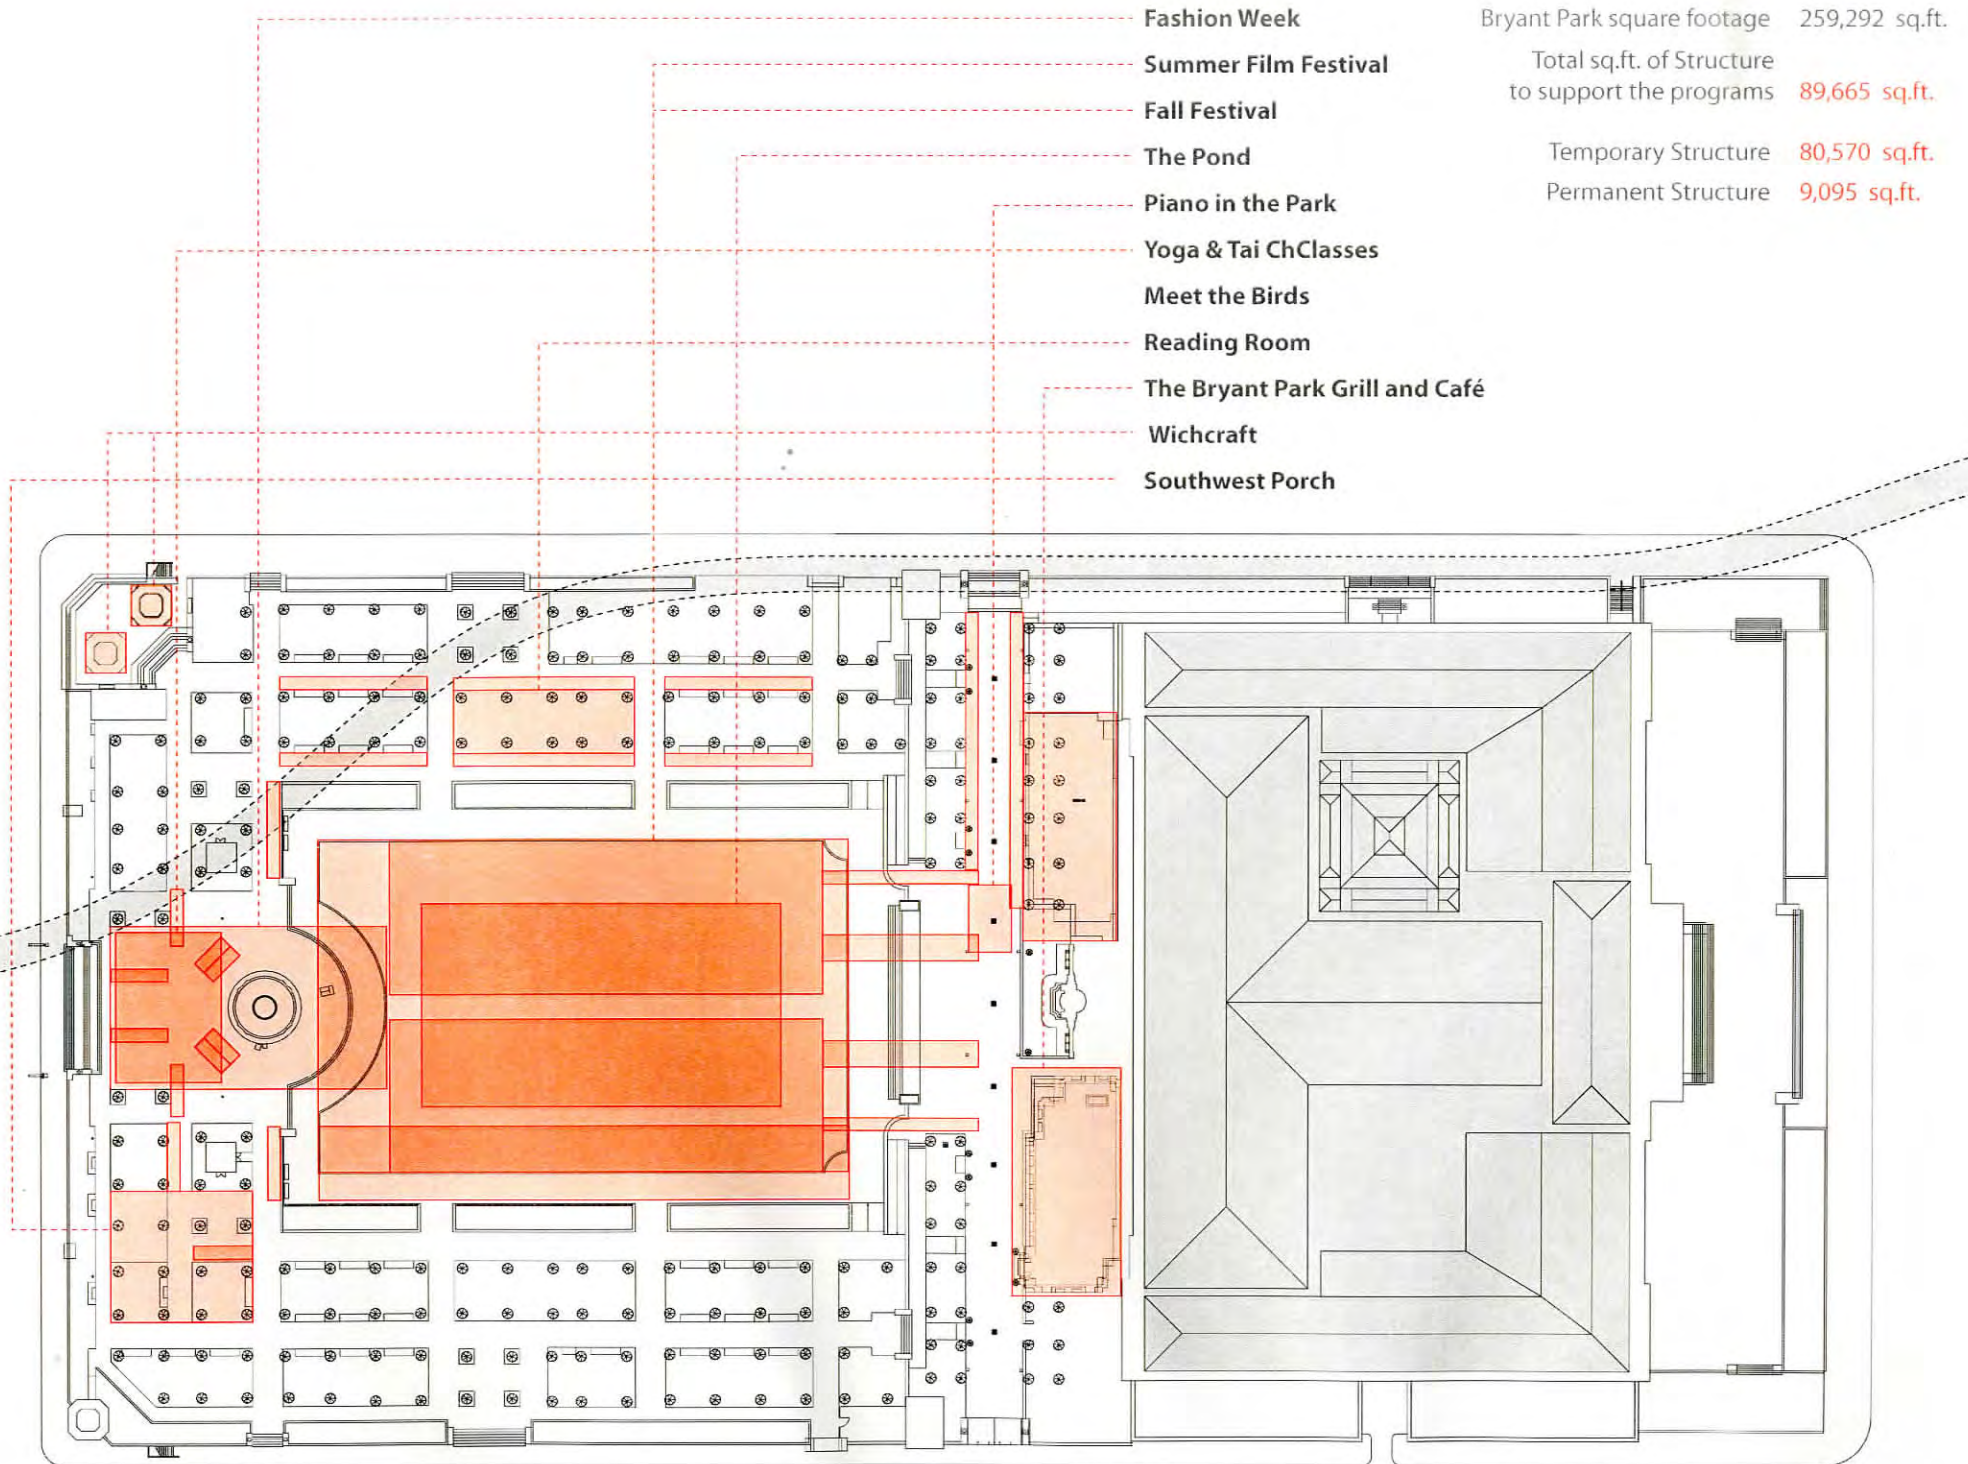 Fashion Week
Summer Film Festival
Fall Festival
The Pond
Piano in the Park
Yoga & Tai ChClasses
Meet the Birds
Reading Room
The Bryant Park Grill and Café
Wichcraft
Southwest Porch
Bryant Park square footage 259,292 sq.ft.
Total sq.ft. of Structure
to support the programs 89,665 sq.ft.
Temporary Structure 80,570 sq.ft.
Permanent Structure 9,095 sq.ft.